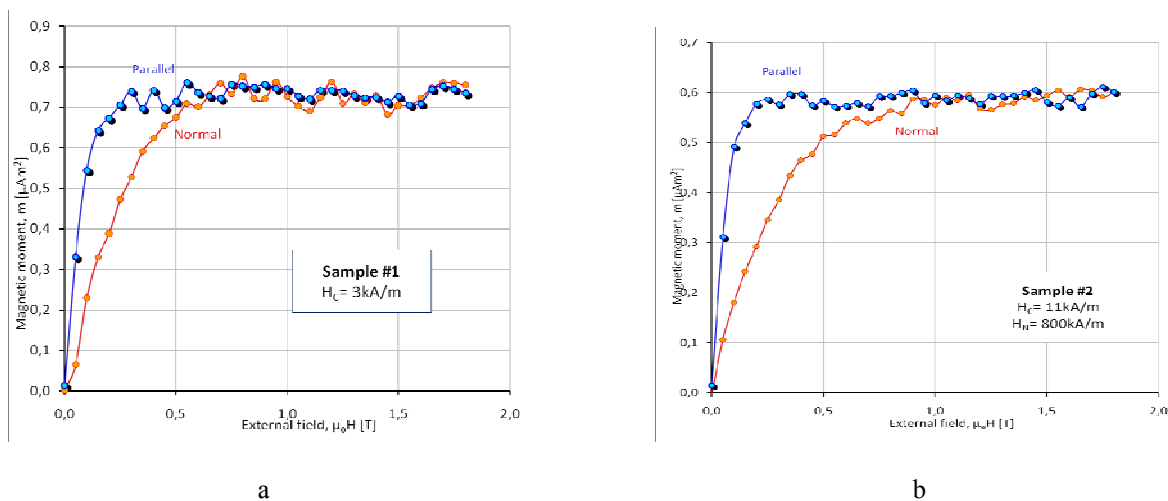 0,9
0,8
0,7
0,6
0,5
0,4
0,3
0,2
0,1
0,0
Magnetic moment, m [µAm²]
Parallel
Normal
Sample #1
H_C= 3kA/m
0,0 0,5 1,0 1,5 2,0
External field, µ₀H [T]
a
0,7
0,6
0,5
0,4
0,3
0,2
0,1
0,0
Magnetic moment, m [µAm²]
Parallel
Normal
Sample #2
H_C= 11kA/m
H_N= 800kA/m
0,0 0,5 1,0 1,5 2,0
External field, µ₀H [T]
b